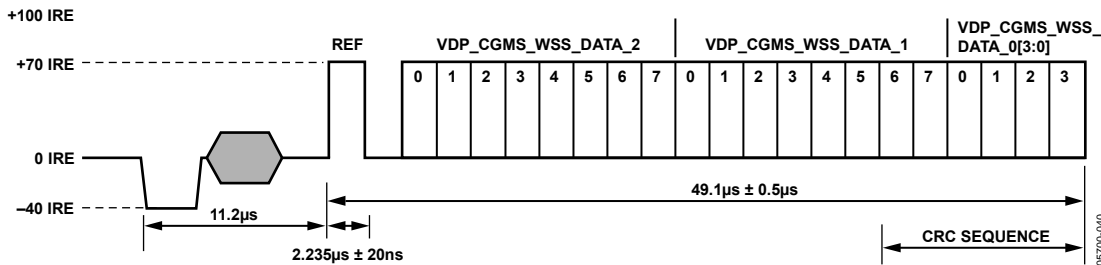 +100 IRE
REF
VDP_CGMS_WSS_DATA_2
VDP_CGMS_WSS_DATA_1
VDP_CGMS_WSS_
DATA_0[3:0]
+70 IRE
0 1 2 3 4 5 6 7 0 1 2 3 4 5 6 7 0 1 2 3
0 IRE
–40 IRE
49.1µs ± 0.5µs
11.2µs
2.235µs ± 20ns
CRC SEQUENCE
05700-040